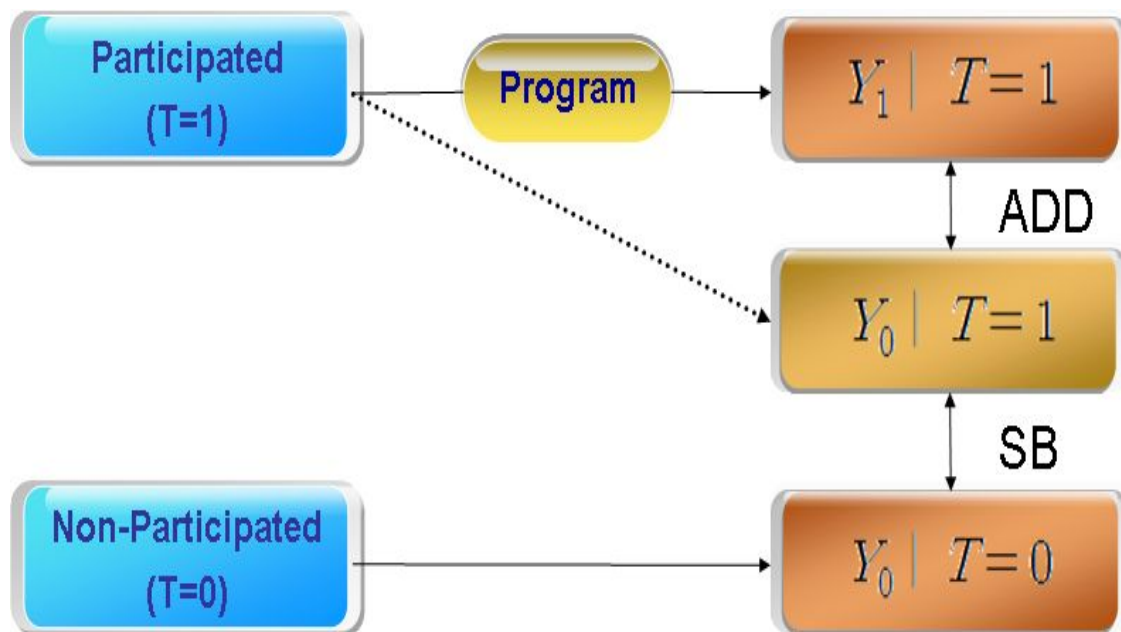 Participated
(T=1)
Program
Y₁ | T = 1
ADD
Y₀ | T = 1
SB
Non-Participated
(T=0)
Y₀ | T = 0